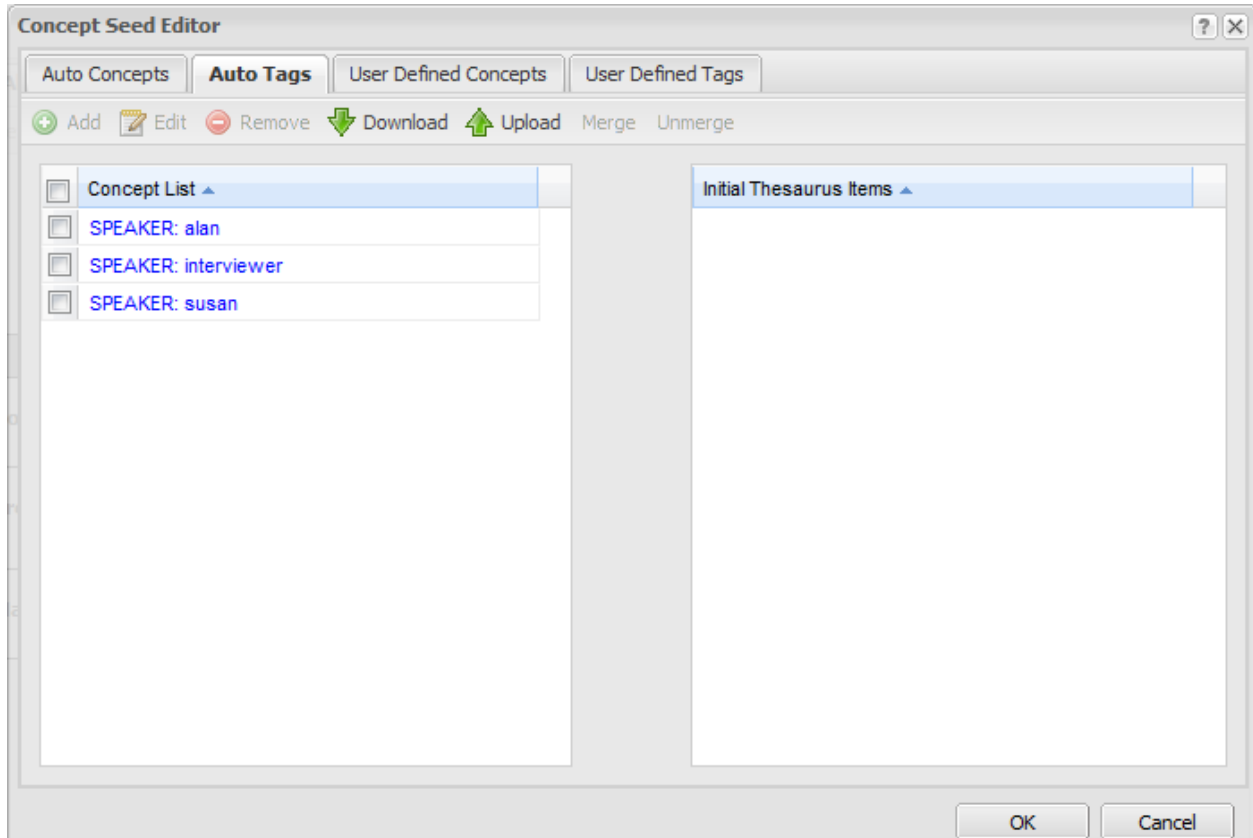 Concept Seed Editor
Auto Concepts Auto Tags User Defined Concepts User Defined Tags
Add Edit Remove Download Upload Merge Unmerge
Concept List Initial Thesaurus Items
SPEAKER: alan
SPEAKER: interviewer
SPEAKER: susan
OK Cancel